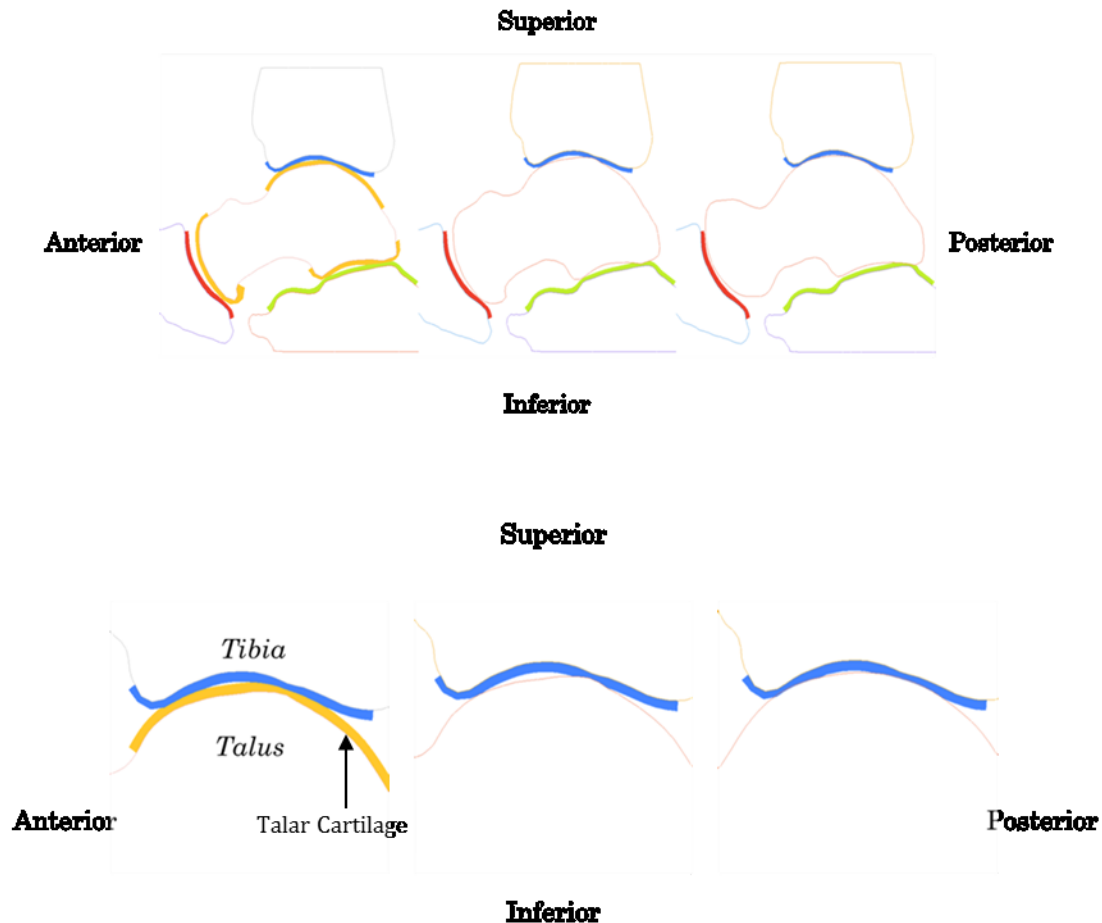 Superior
Anterior
Posterior
Inferior
Superior
Tibia
Talus
Talar Cartilage
Anterior
Posterior
Inferior